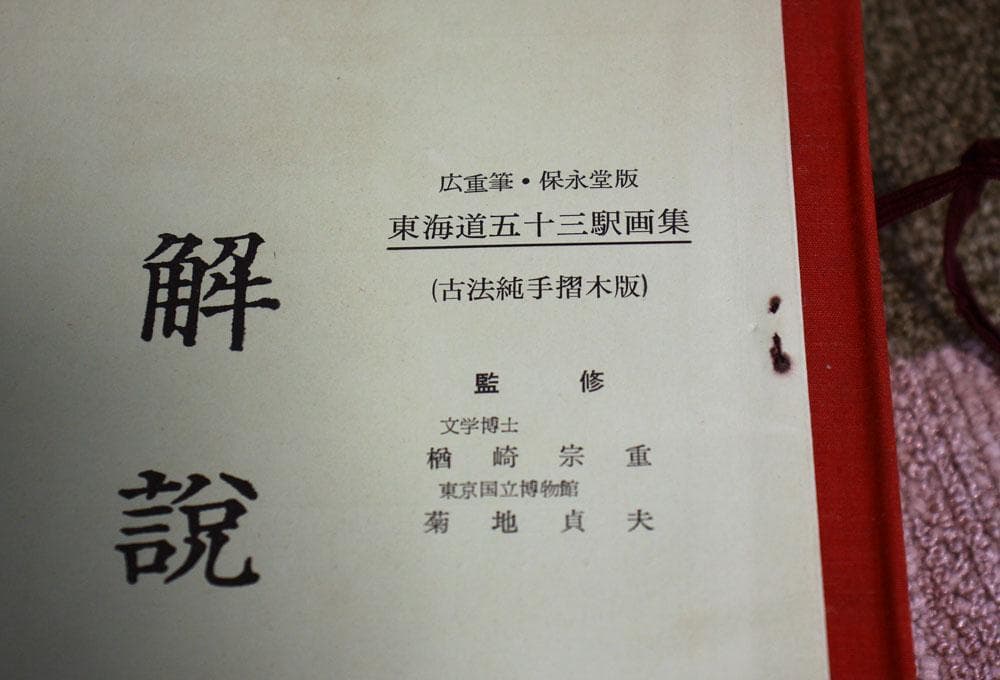 解説
広重筆・保永堂版
東海道五十三駅画集
(古法純手摺木版)
監修
文学博士
楢崎宗重
東京国立博物館
菊地貞夫